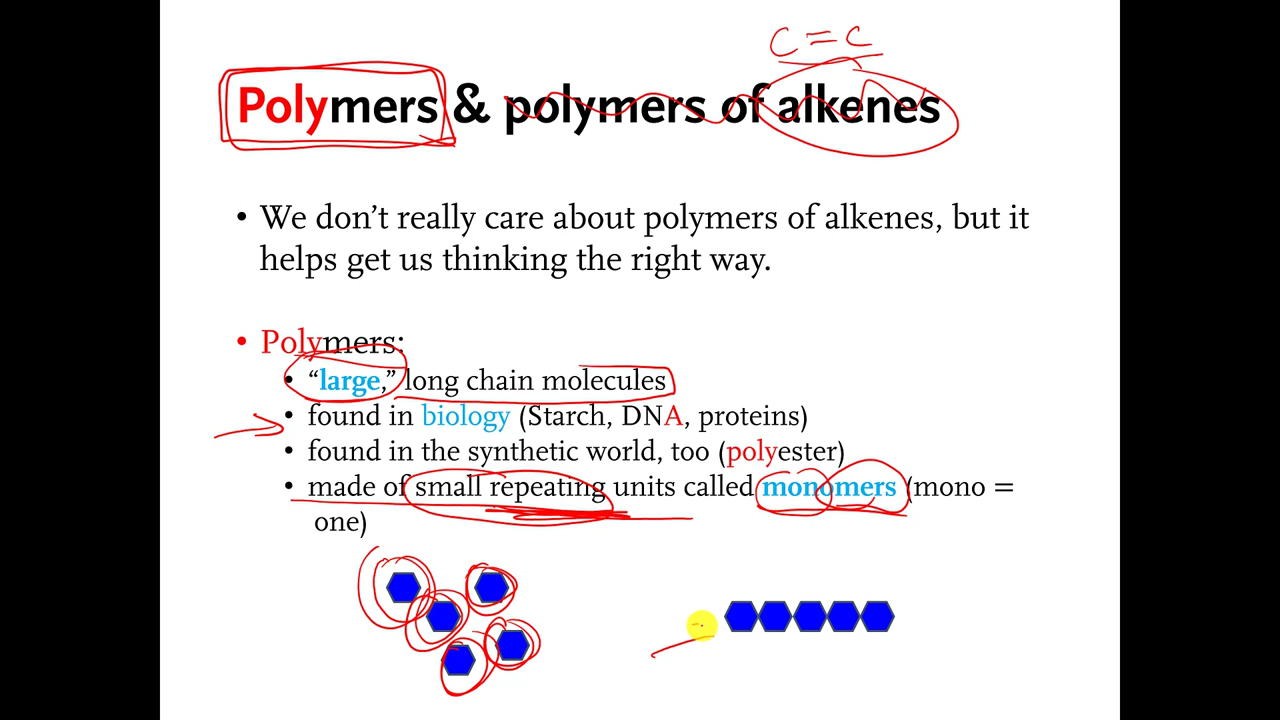 C = C
Polymers & polymers of alkenes
• We don't really care about polymers of alkenes, but it
helps get us thinking the right way.
• Polymers:
• “large,” long chain molecules
• found in biology (Starch, DNA, proteins)
• found in the synthetic world, too (polyester)
• made of small repeating units called monomers (mono =
one)